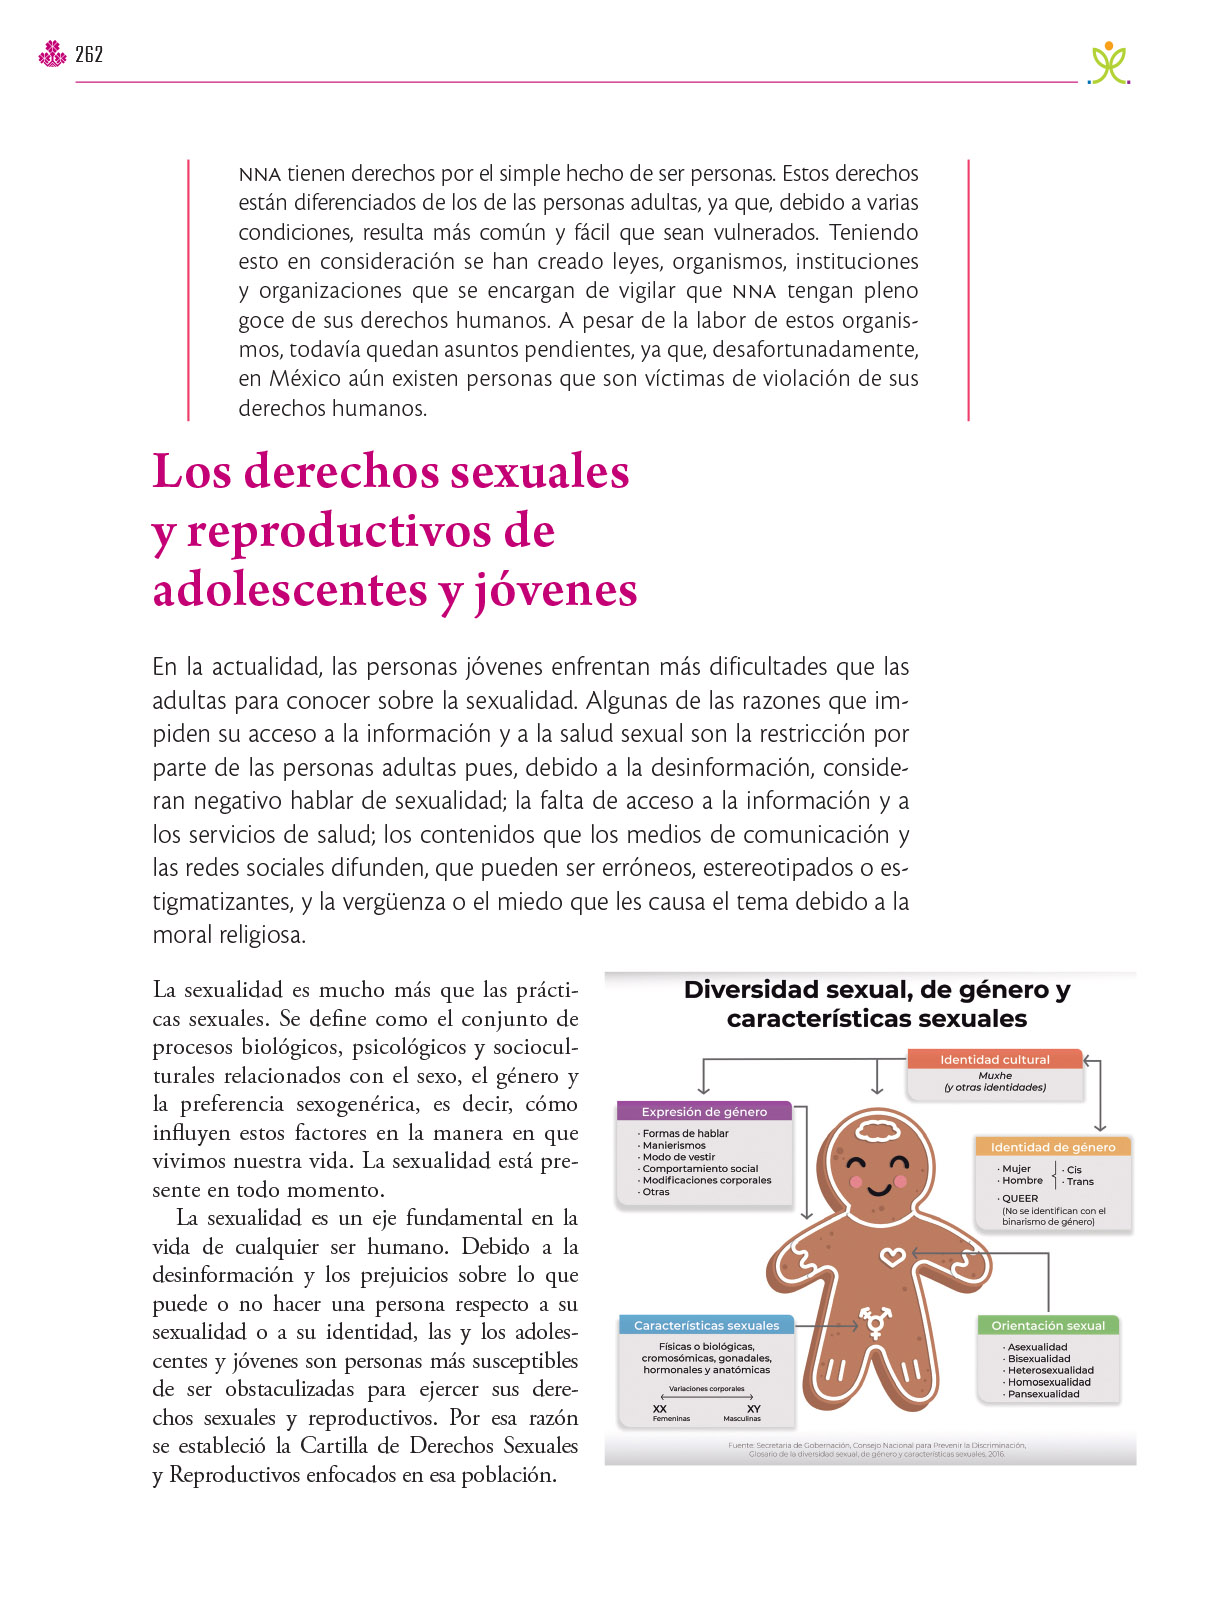 262
NNA tienen derechos por el simple hecho de ser personas. Estos derechos
están diferenciados de los de las personas adultas, ya que, debido a varias
condiciones, resulta más común y fácil que sean vulnerados. Teniendo
esto en consideración se han creado leyes, organismos, instituciones
y organizaciones que se encargan de vigilar que NNA tengan pleno
goce de sus derechos humanos. A pesar de la labor de estos organis-
mos, todavía quedan asuntos pendientes, ya que, desafortunadamente,
en México aún existen personas que son víctimas de violación de sus
derechos humanos.
Los derechos sexuales
y reproductivos de
adolescentes y jóvenes
En la actualidad, las personas jóvenes enfrentan más dificultades que las
adultas para conocer sobre la sexualidad. Algunas de las razones que im-
piden su acceso a la información y a la salud sexual son la restricción por
parte de las personas adultas pues, debido a la desinformación, conside-
ran negativo hablar de sexualidad; la falta de acceso a la información y a
los servicios de salud; los contenidos que los medios de comunicación y
las redes sociales difunden, que pueden ser erróneos, estereotipados o es-
tigmatizantes, y la vergüenza o el miedo que les causa el tema debido a la
moral religiosa.
La sexualidad es mucho más que las prácti-
cas sexuales. Se define como el conjunto de
procesos biológicos, psicológicos y sociocul-
turales relacionados con el sexo, el género y
la preferencia sexogenérica, es decir, cómo
influyen estos factores en la manera en que
vivimos nuestra vida. La sexualidad está pre-
sente en todo momento.
La sexualidad es un eje fundamental en la
vida de cualquier ser humano. Debido a la
desinformación y los prejuicios sobre lo que
puede o no hacer una persona respecto a su
sexualidad o a su identidad, las y los adoles-
centes y jóvenes son personas más susceptibles
de ser obstaculizadas para ejercer sus dere-
chos sexuales y reproductivos. Por esa razón
se estableció la Cartilla de Derechos Sexuales
y Reproductivos enfocados en esa población.
Diversidad sexual, de género y
características sexuales
Identidad cultural
Muxhe
(y otras identidades)
Expresión de género
· Formas de hablar
· Manierismos
· Modo de vestir
· Comportamiento social
· Modificaciones corporales
· Otras
Identidad de género
· Mujer
· Hombre
· Cis
· Trans
· QUEER
(No se identifican con el
binarismo de género)
Características sexuales
Físicas o biológicas,
cromosómicas, gonadales,
hormonales y anatómicas
Variaciones corporales
XX XY
Femeninas Masculinas
Orientación sexual
· Asexualidad
· Bisexualidad
· Heterosexualidad
· Homosexualidad
· Pansexualidad
Fuente: Secretaría de Gobernación, Consejo Nacional para Prevenir la Discriminación,
Glosario de la diversidad sexual, de género y características sexuales, 2016.